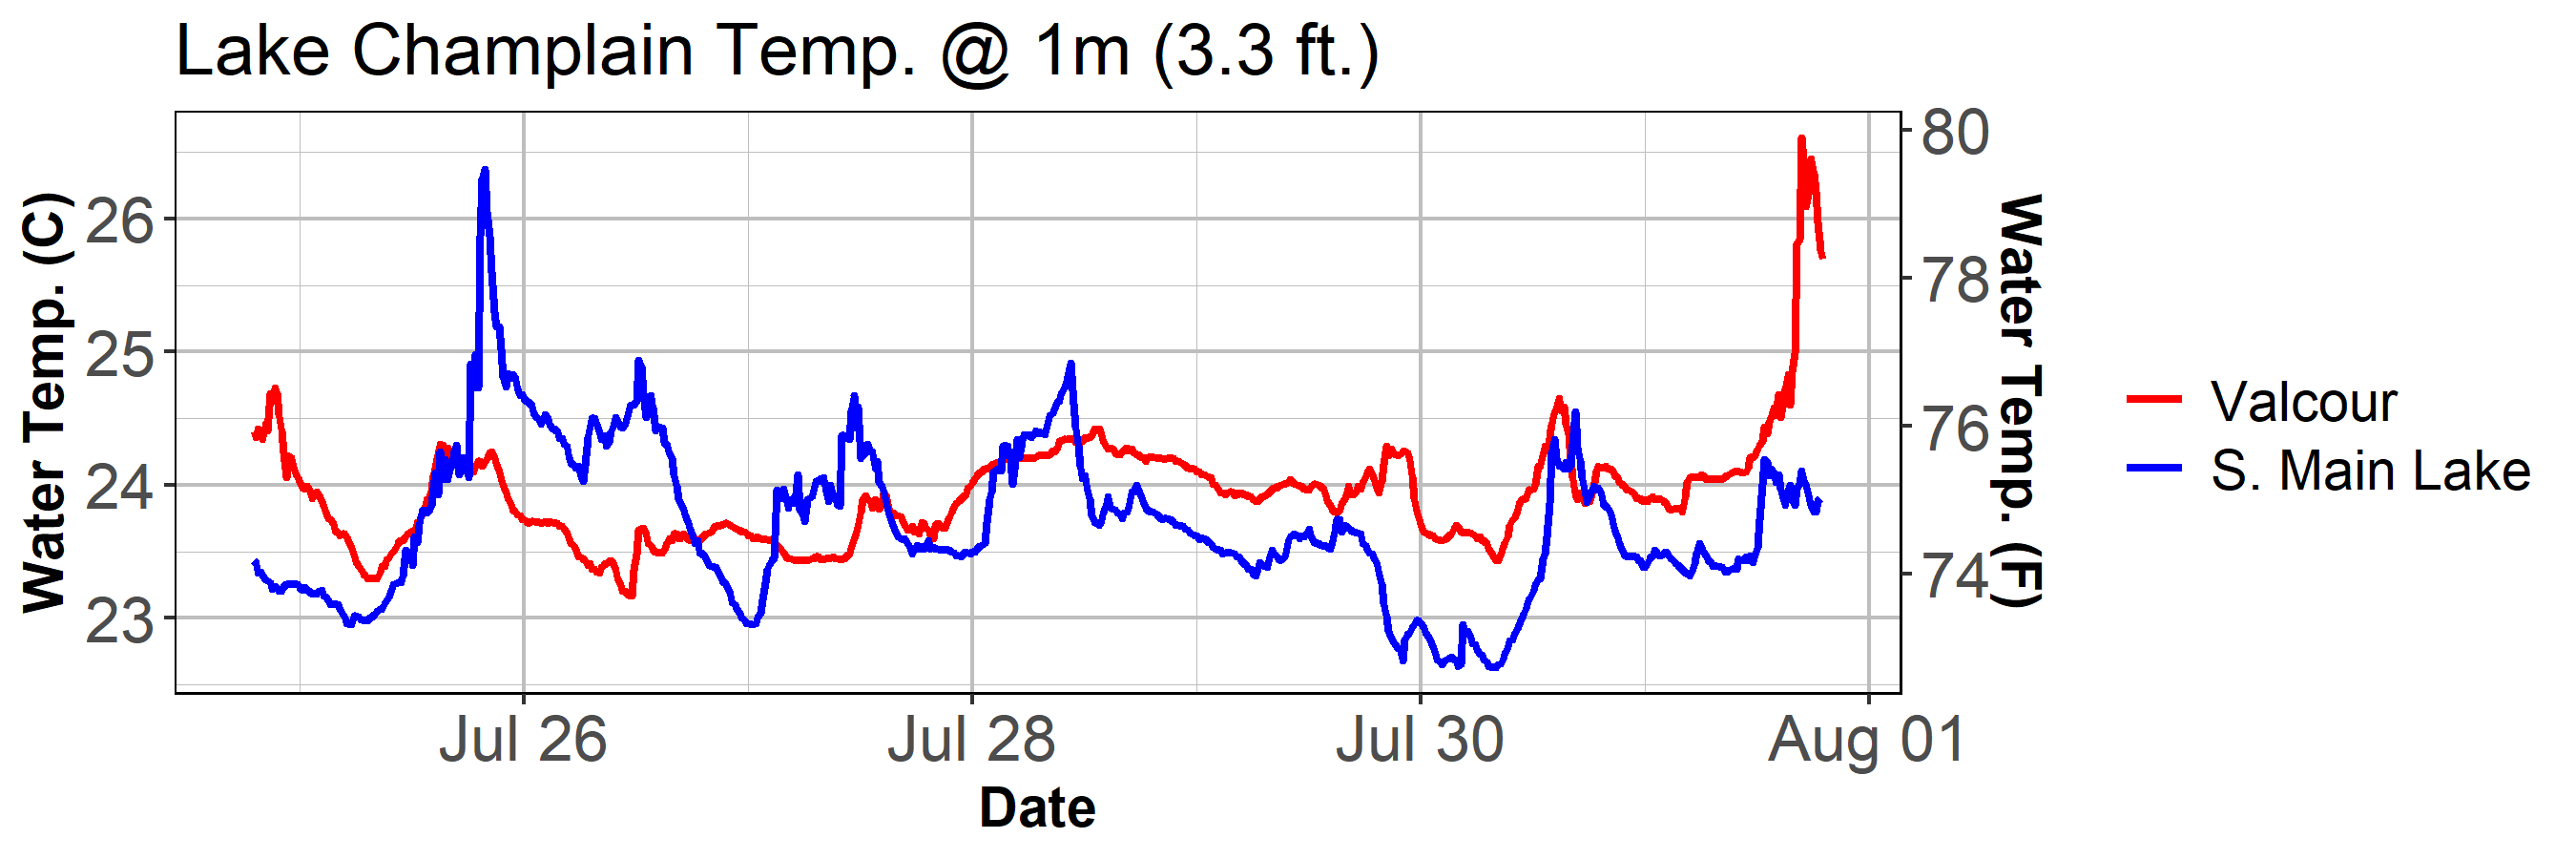 Lake Champlain Temp. @ 1m (3.3 ft.)
Water Temp. (C)
26
25
24
23
80
78
76
74
Water Temp. (F)
Jul 26
Jul 28
Jul 30
Aug 01
Date
Valcour
S. Main Lake